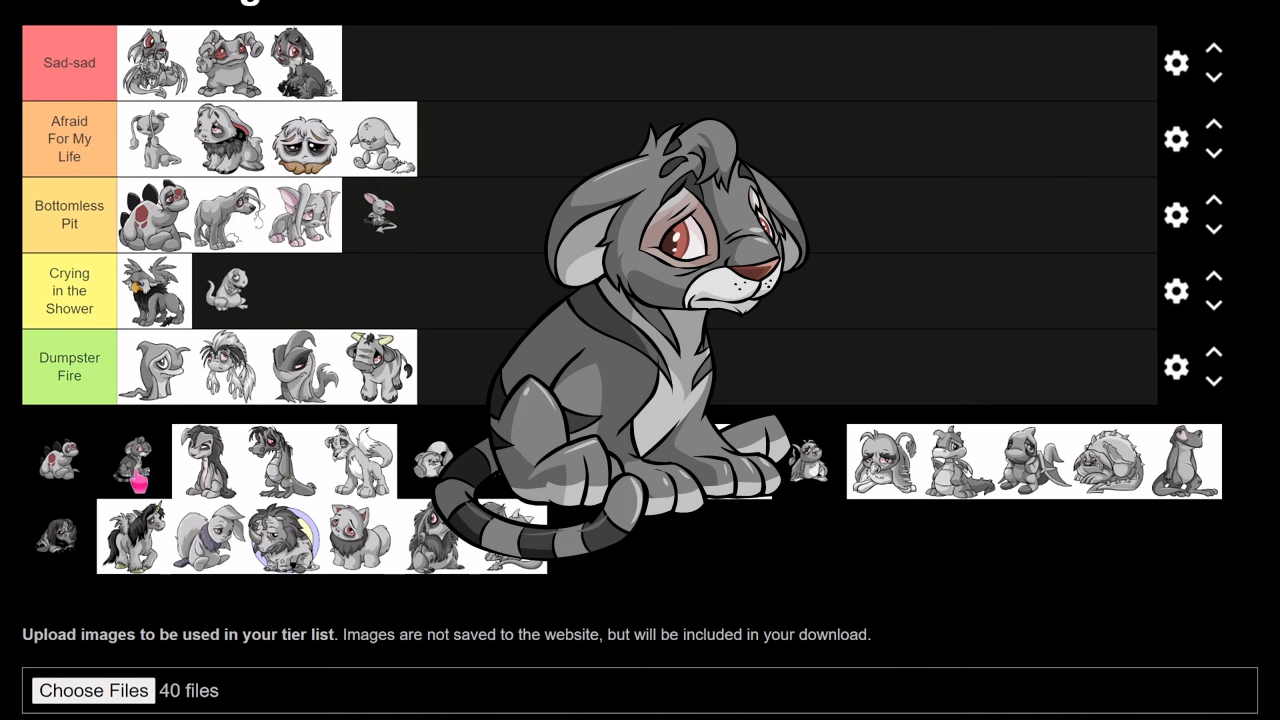 Sad-sad
Afraid
For My
Life
Bottomless
Pit
Crying
in the
Shower
Dumpster
Fire
Upload images to be used in your tier list. Images are not saved to the website, but will be included in your download.
Choose Files 40 files